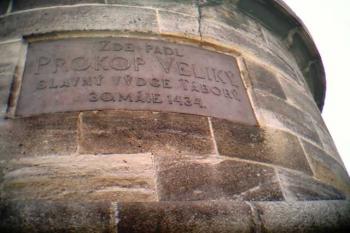 ZDE PADL
PROKOP VELIKÝ
SLAVNÝ VŮDCE TÁBORŮ
30. MÁJE 1434.